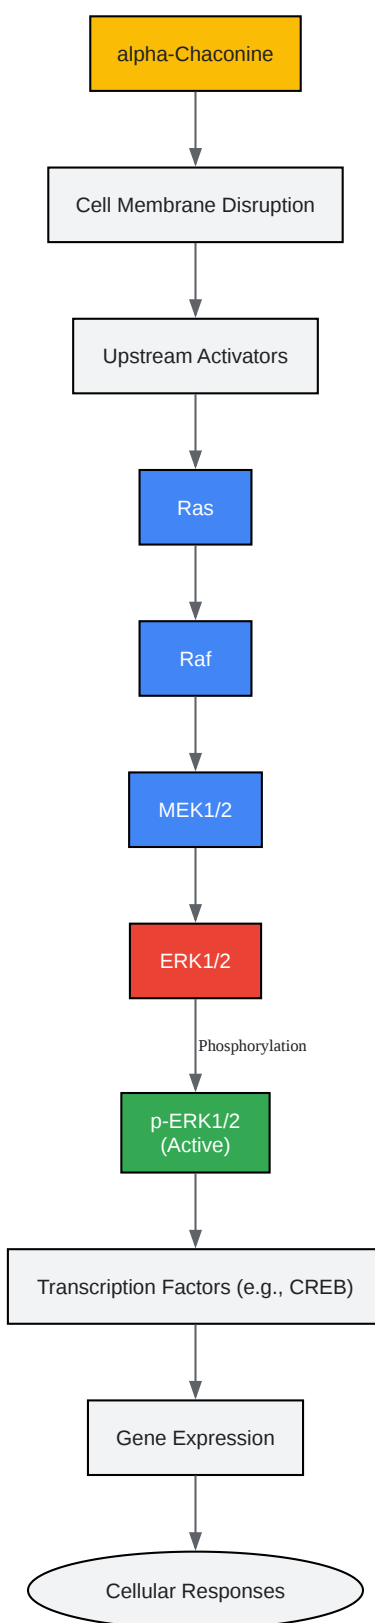 alpha-Chaconine
Cell Membrane Disruption
Upstream Activators
Ras
Raf
MEK1/2
ERK1/2
Phosphorylation
p-ERK1/2
(Active)
Transcription Factors (e.g., CREB)
Gene Expression
Cellular Responses